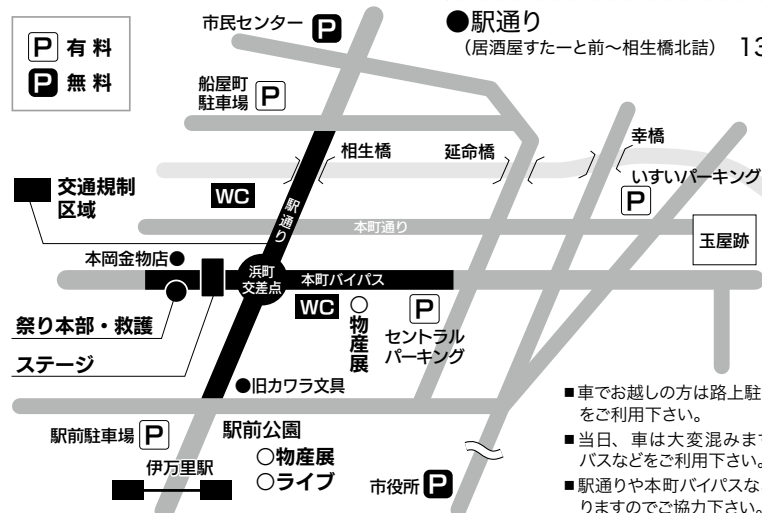 P 有料
P 無料
市民センター P
●駅通り
(居酒屋すたーと前〜相生橋北詰) 13
船屋町
駐車場 P
相生橋
延命橋
幸橋
いすいパーキング
P
交通規制
区域
WC
駅通り
本町通り
玉屋跡
本岡金物店●
浜町
交差点
本町バイパス
WC
○物産展
P
セントラル
パーキング
祭り本部・救護
ステージ
●旧カワラ文具
駅前駐車場 P
駅前公園
○物産展
○ライブ
伊万里駅
市役所 P
■車でお越しの方は路上駐
をご利用下さい。
■当日、車は大変混みます
バスなどをご利用下さい。
■駅通りや本町バイパスな
りますのでご協力下さい。